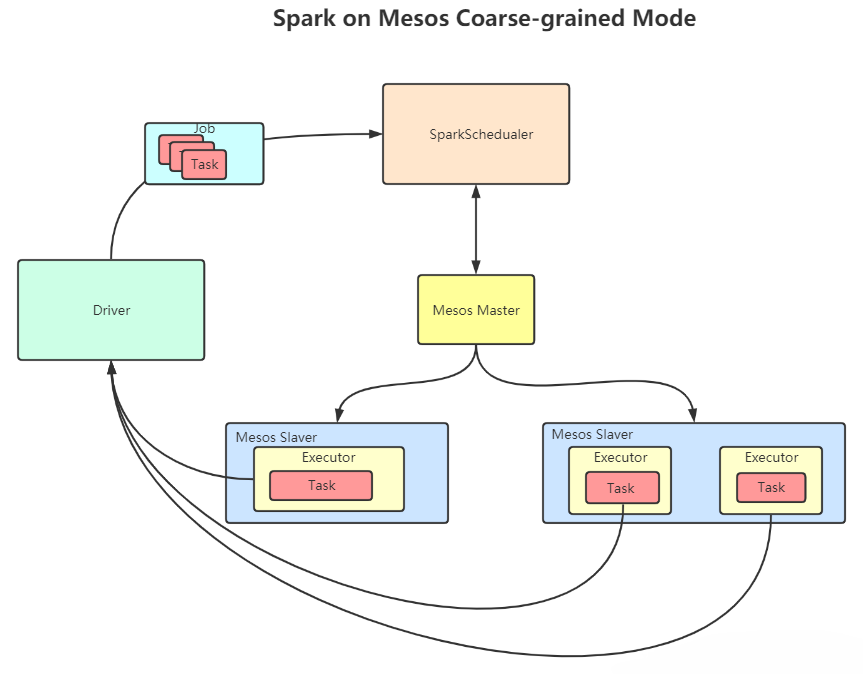 Spark on Mesos Coarse-grained Mode
Job
Task
SparkSchedualer
Driver
Mesos Master
Mesos Slaver
Executor
Task
Mesos Slaver
Executor
Task
Executor
Task